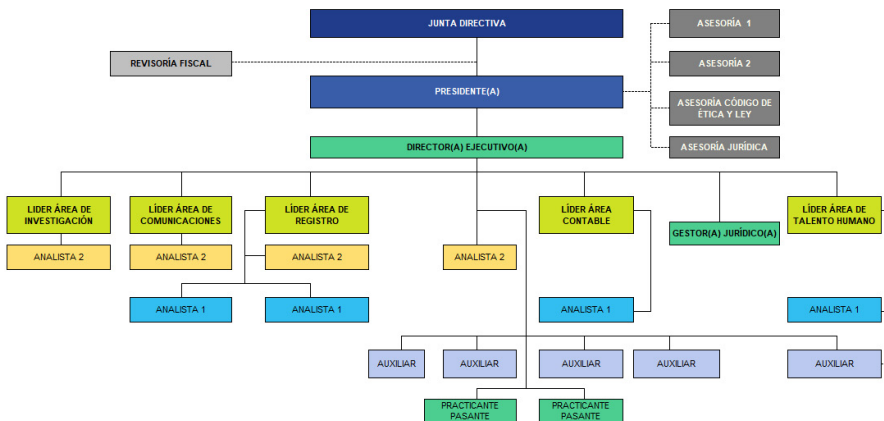 JUNTA DIRECTIVA
ASESORÍA 1
REVISORÍA FISCAL
ASESORÍA 2
PRESIDENTE(A)
ASESORÍA CÓDIGO DE
ÉTICA Y LEY
DIRECTOR(A) EJECUTIVO(A)
ASESORÍA JURÍDICA
LIDER ÁREA DE
INVESTIGACIÓN
LÍDER ÁREA DE
COMUNICACIONES
LÍDER ÁREA DE
REGISTRO
LÍDER ÁREA
CONTABLE
GESTOR(A) JURÍDICO(A)
LÍDER ÁREA DE
TALENTO HUMANO
ANALISTA 2
ANALISTA 2
ANALISTA 2
ANALISTA 2
ANALISTA 1
ANALISTA 1
ANALISTA 1
ANALISTA 1
AUXILIAR
AUXILIAR
AUXILIAR
AUXILIAR
AUXILIAR
PRACTICANTE
PASANTE
PRACTICANTE
PASANTE